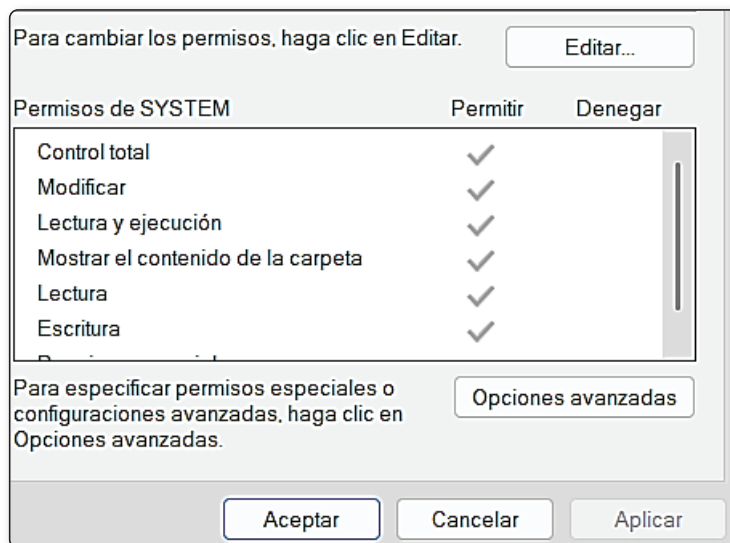 Para cambiar los permisos, haga clic en Editar.
Editar...
Permisos de SYSTEM Permitir Denegar
Control total
Modificar
Lectura y ejecución
Mostrar el contenido de la carpeta
Lectura
Escritura
Para especificar permisos especiales o
configuraciones avanzadas, haga clic en
Opciones avanzadas.
Opciones avanzadas
Aceptar Cancelar Aplicar